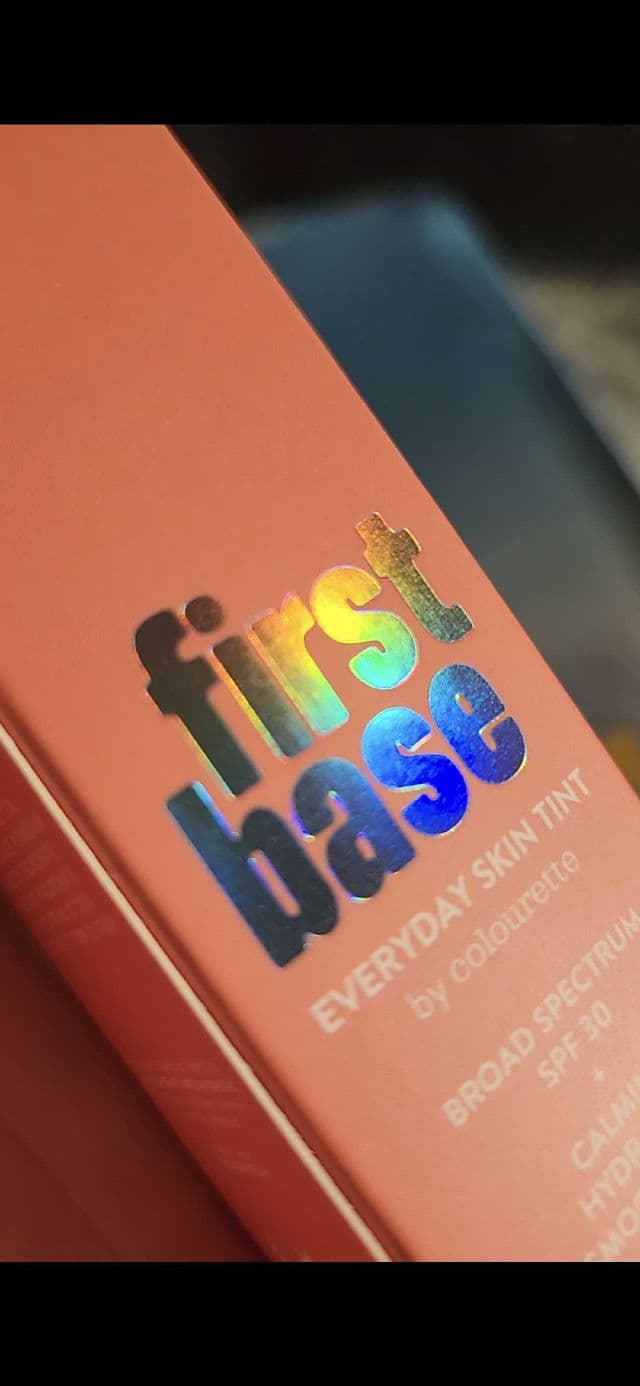 first
base
EVERYDAY SKIN TINT
by colourette
BROAD SPECTRUM
SPF 30
+